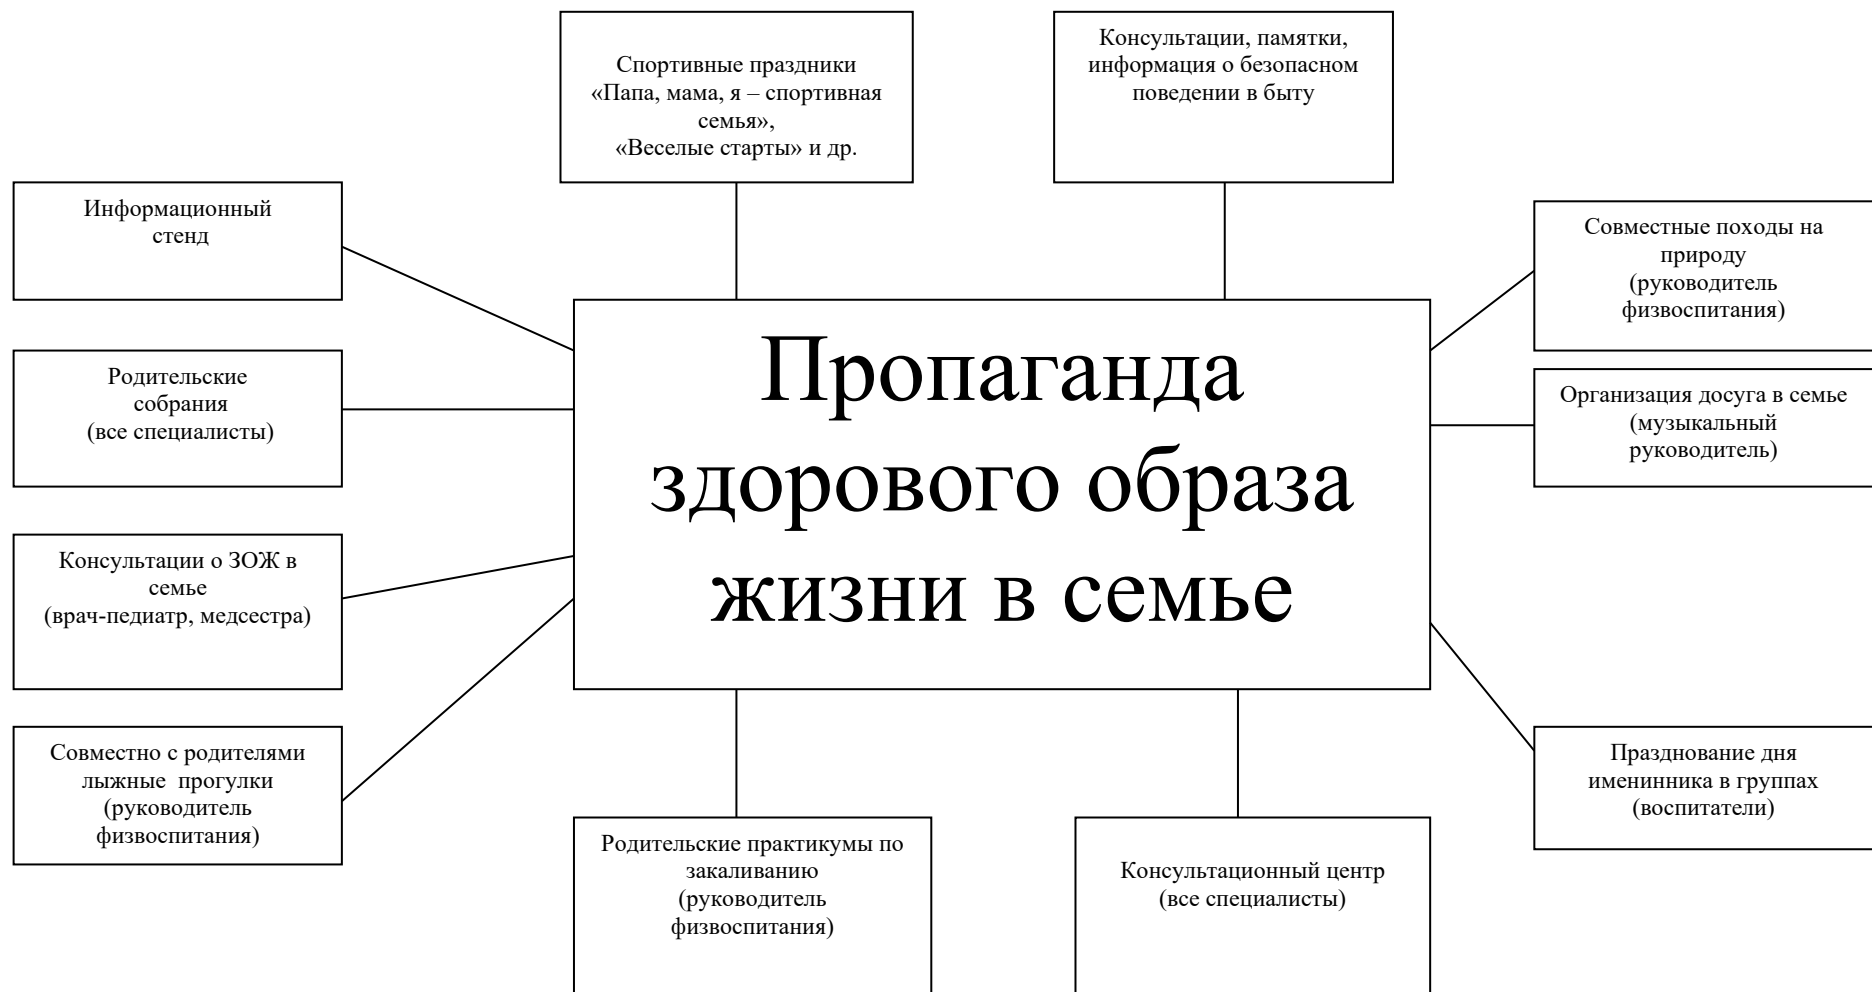 Спортивные праздники
«Папа, мама, я – спортивная
семья»,
«Веселые старты» и др.
Консультации, памятки,
информация о безопасном
поведении в быту
Информационный
стенд
Совместные походы на
природу
(руководитель
физвоспитания)
Пропаганда
здорового образа
жизни в семье
Родительские
собрания
(все специалисты)
Организация досуга в семье
(музыкальный
руководитель)
Консультации о ЗОЖ в
семье
(врач-педиатр, медсестра)
Совместно с родителями
лыжные  прогулки
(руководитель
физвоспитания)
Празднование дня
именинника в группах
(воспитатели)
Родительские практикумы по
закаливанию
(руководитель
физвоспитания)
Консультационный центр
(все специалисты)